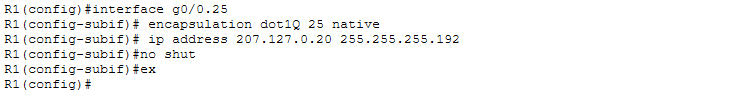 R1(config)#interface g0/0.25
R1(config-subif)# encapsulation dot1Q 25 native
R1(config-subif)# ip address 207.127.0.20 255.255.255.192
R1(config-subif)#no shut
R1(config-subif)#ex
R1(config)#